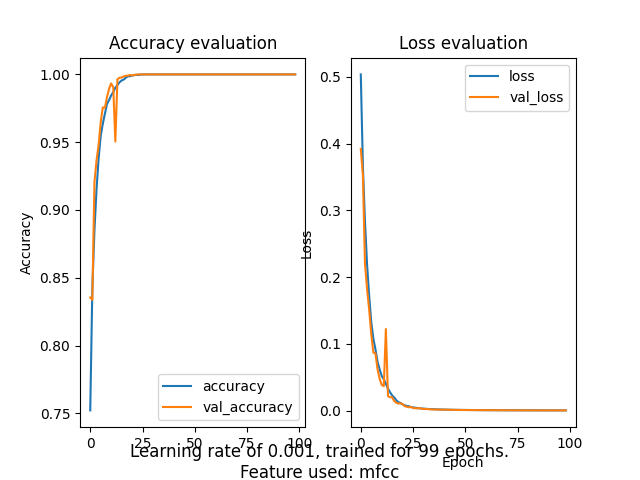 Accuracy evaluation
Accuracy
1.00
0.95
0.90
0.85
0.80
0.75
accuracy
val_accuracy
0 25 50 75 100
Loss evaluation
Loss
0.5
0.4
0.3
0.2
0.1
0.0
loss
val_loss
0 25 50 75 100
Epoch
Learning rate of 0.001, trained for 99 epochs.
Feature used: mfcc